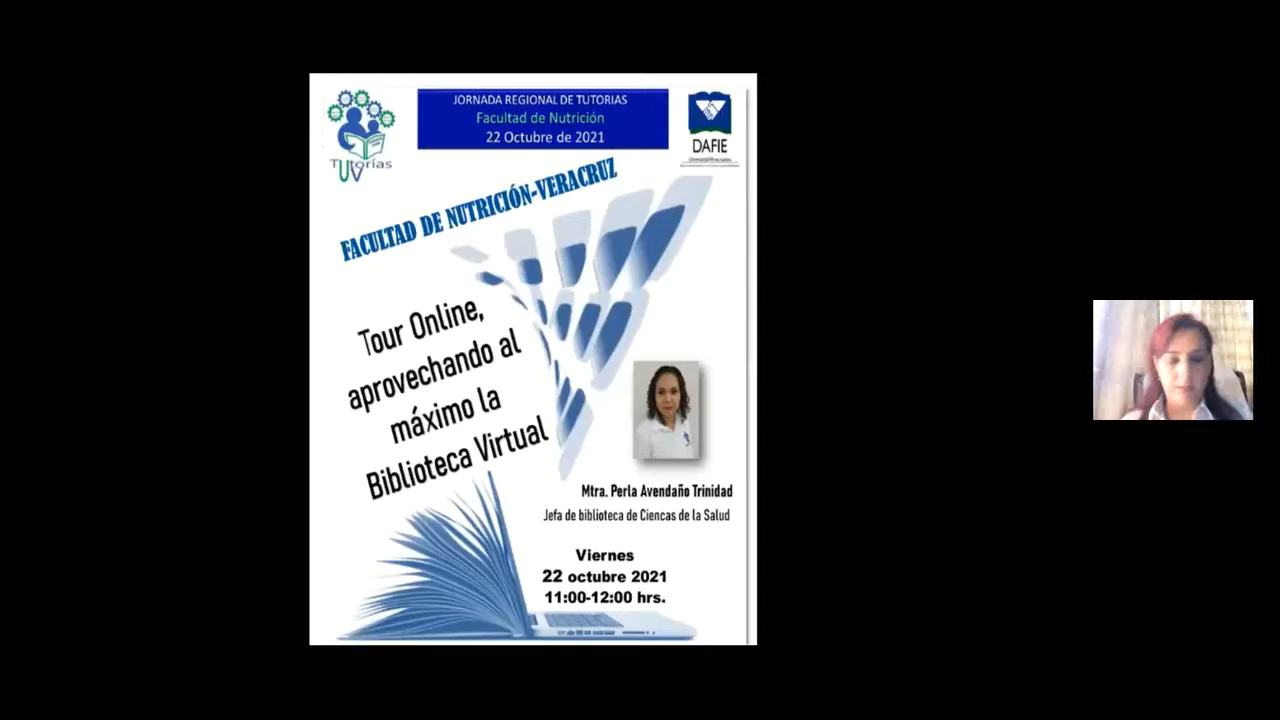 JORNADA REGIONAL DE TUTORIAS
Facultad de Nutrición
22 Octubre de 2021
TUtorías
UV
DAFIE
FACULTAD DE NUTRICIÓN-VERACRUZ
Tour Online,
aprovechando al
máximo la
Biblioteca Virtual
Mtra. Perla Avendaño Trinidad
Jefa de biblioteca de Ciencas de la Salud
Viernes
22 octubre 2021
11:00-12:00 hrs.